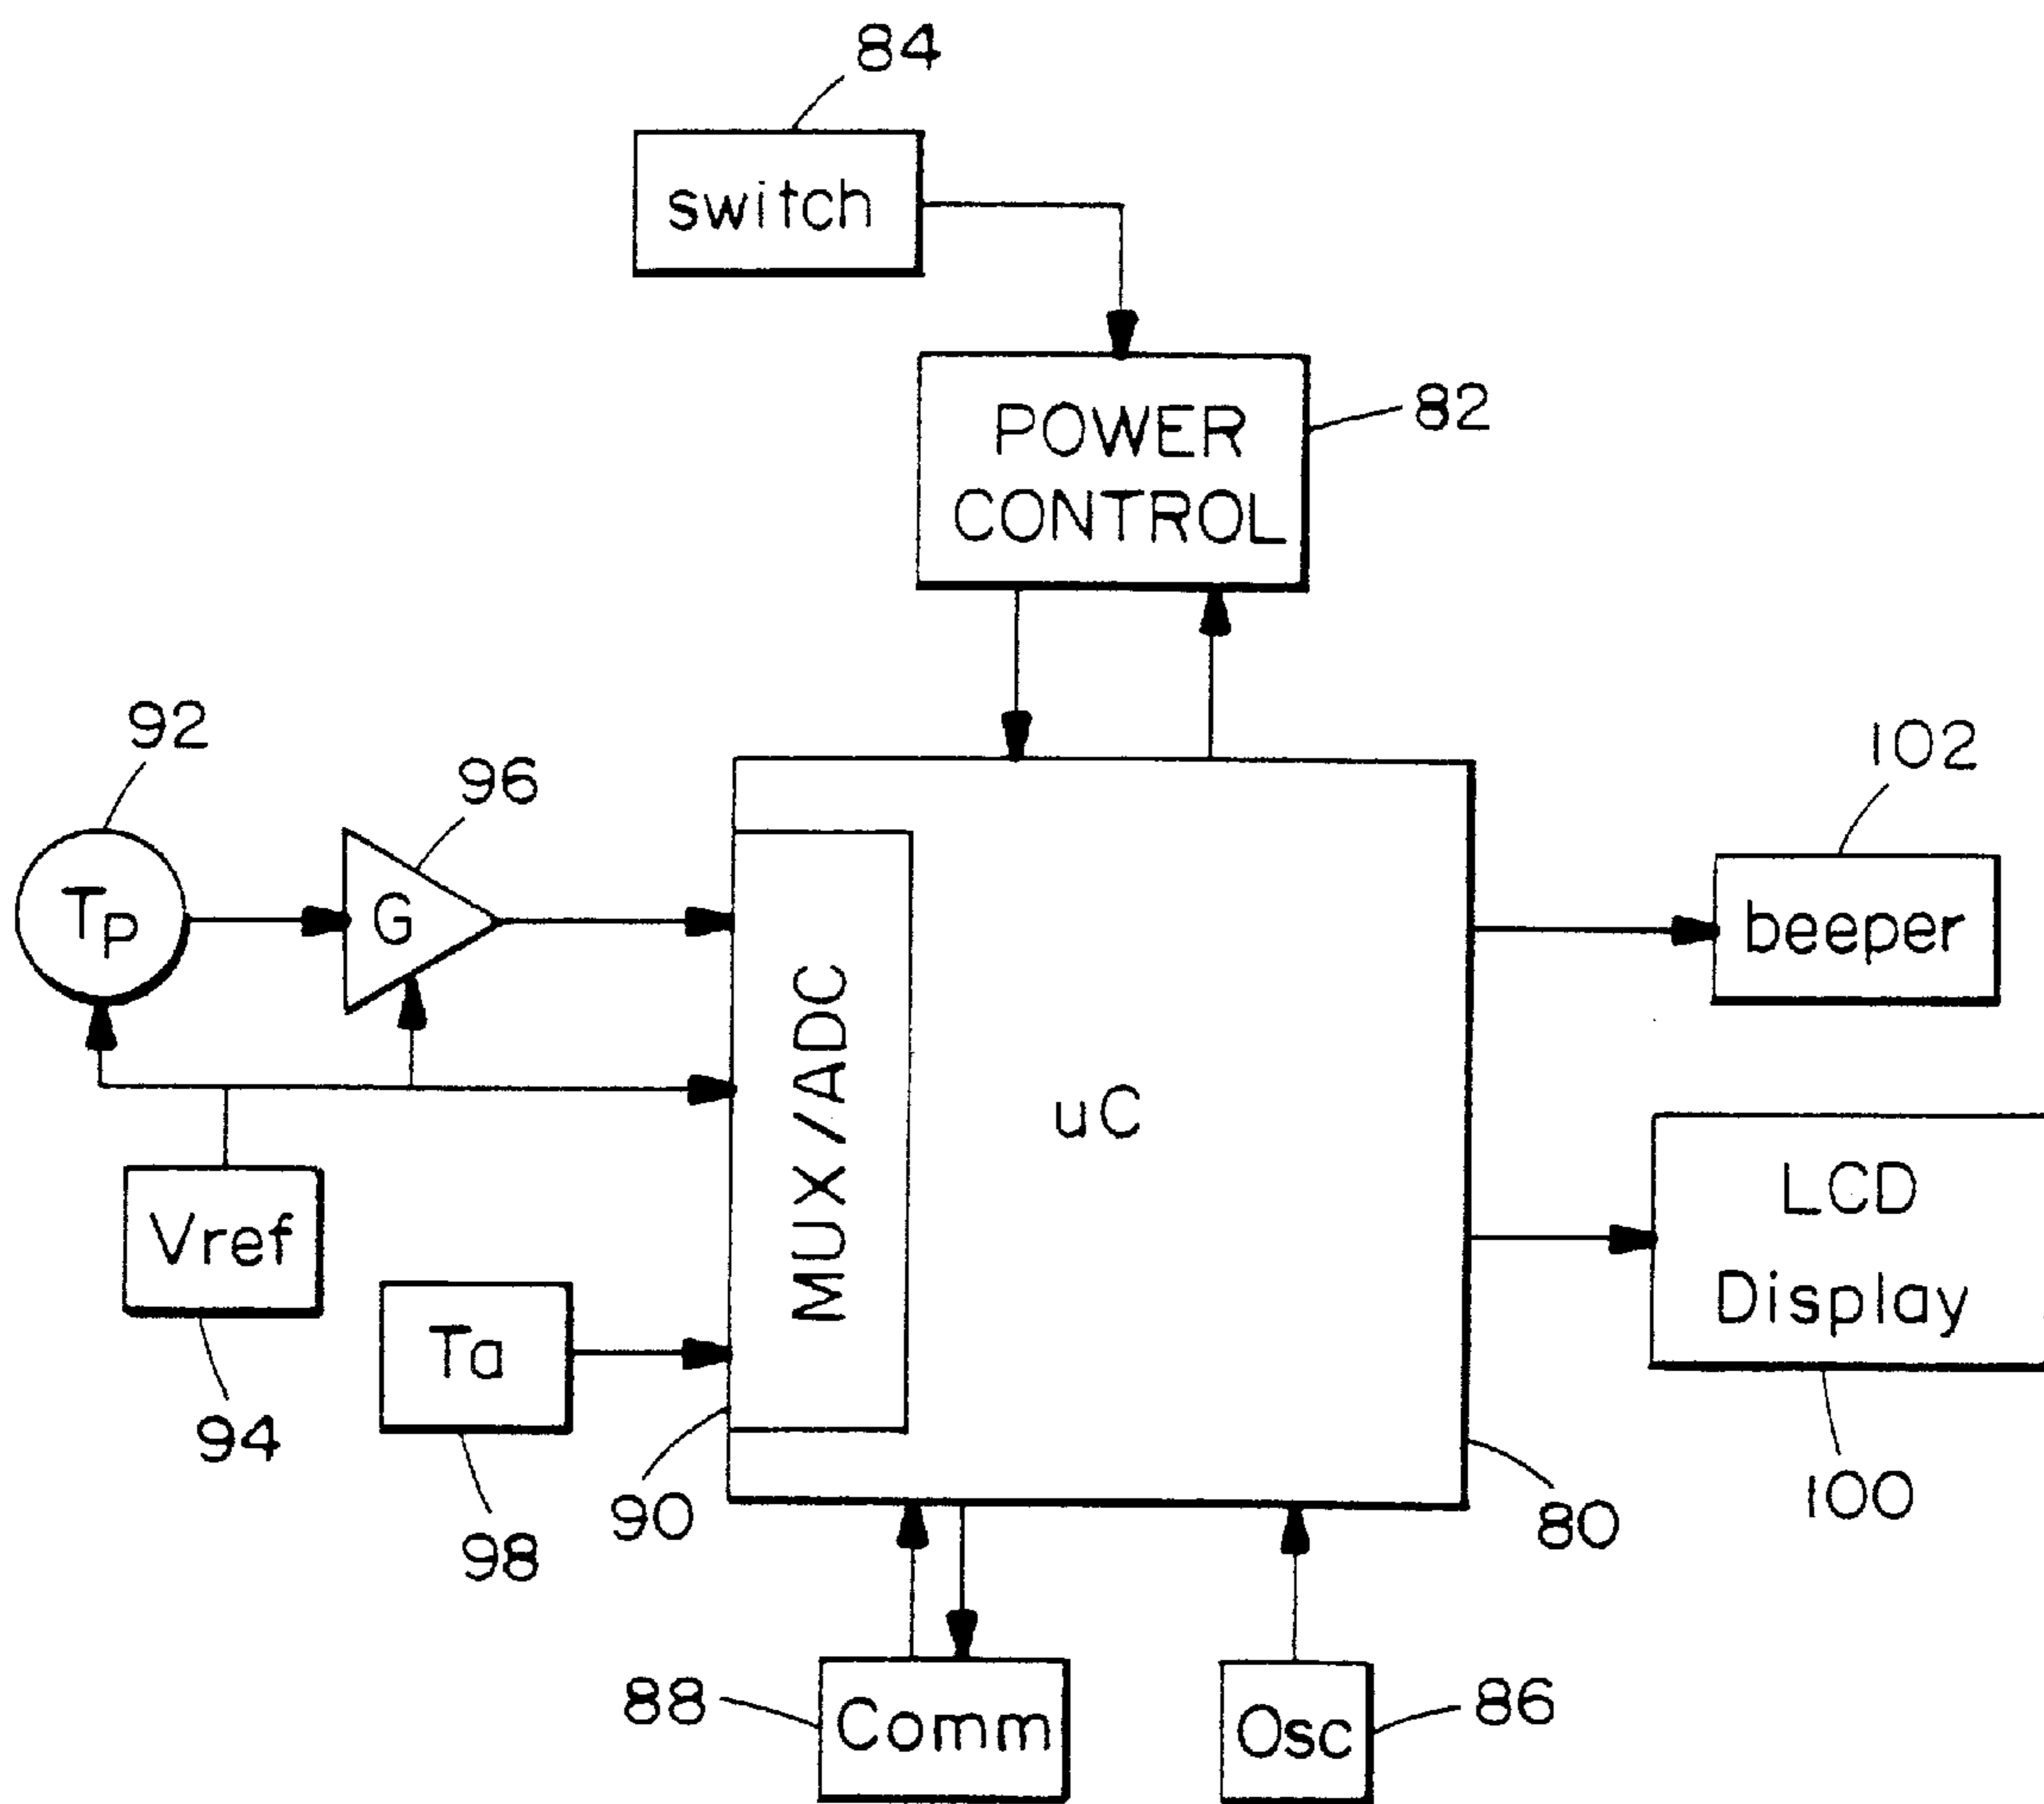 84
switch
POWER
CONTROL
82
92
96
102
TP
G
beeper
MUX/ADC
uC
Vref
LCD
Display
Ta
94
90
98
80
100
88
Comm
Osc
86